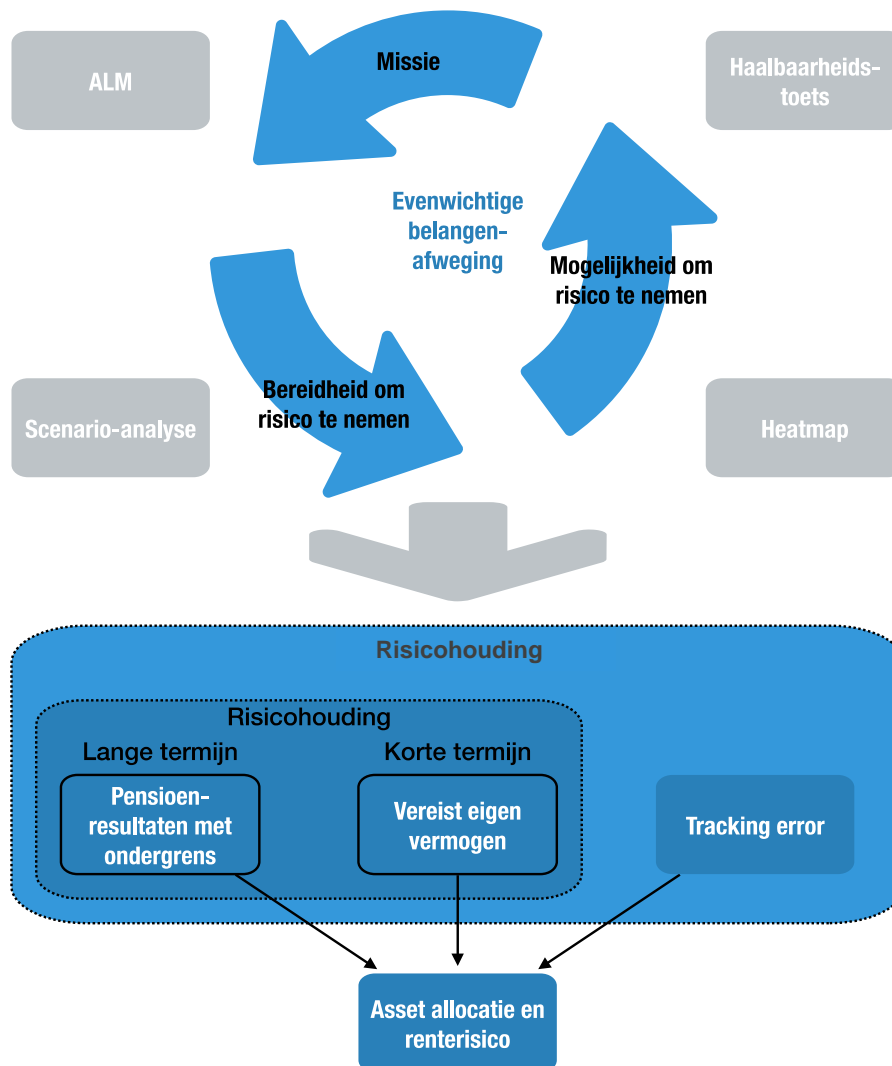 Missie
ALM
Haalbaarheids-
toets
Evenwichtige
belangen-
afweging
Mogelijkheid om
risico te nemen
Bereidheid om
risico te nemen
Scenario-analyse
Heatmap
Risicohouding
Risicohouding
Lange termijn
Korte termijn
Pensioen-
resultaten met
ondergrens
Vereist eigen
vermogen
Tracking error
Asset allocatie en
renterisico